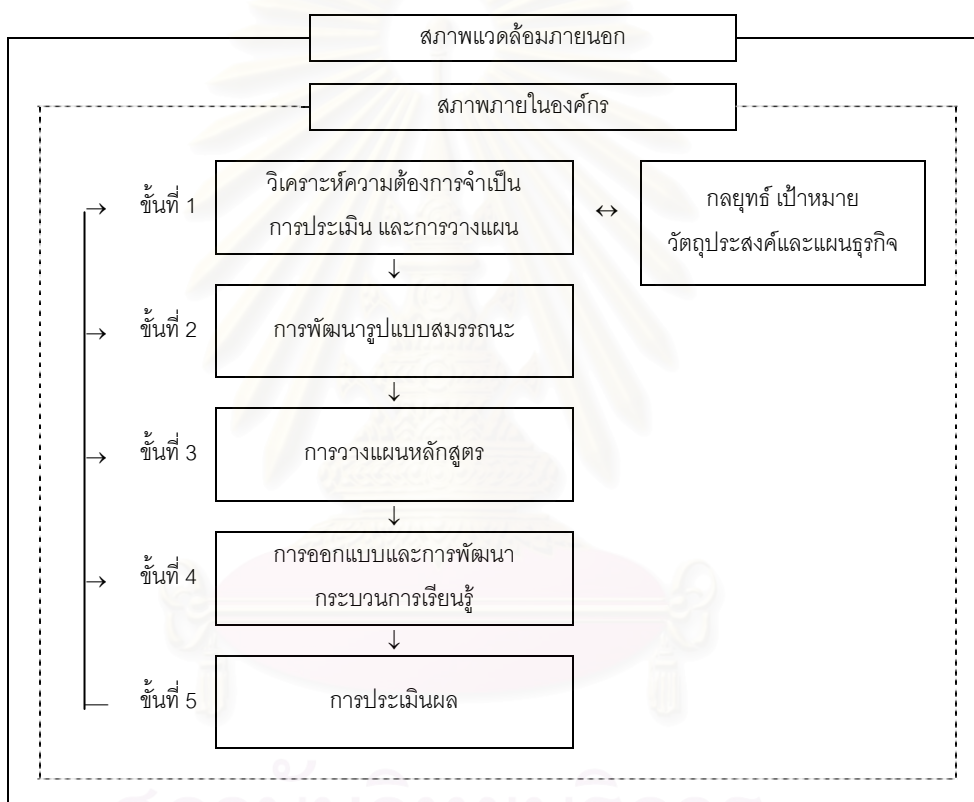 สภาพแวดล้อมภายนอก
สภาพภายในองค์กร
ขั้นที่ 1
วิเคราะห์ความต้องการจำเป็น
การประเมิน และการวางแผน
กลยุทธ์ เป้าหมาย
วัตถุประสงค์และแผนธุรกิจ
ขั้นที่ 2
การพัฒนารูปแบบสมรรถนะ
ขั้นที่ 3
การวางแผนหลักสูตร
ขั้นที่ 4
การออกแบบและการพัฒนา
กระบวนการเรียนรู้
ขั้นที่ 5
การประเมินผล